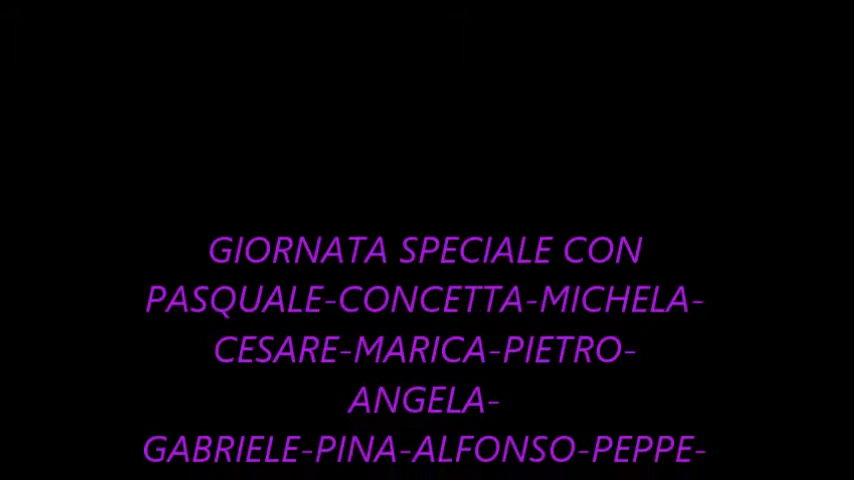 GIORNATA SPECIALE CON
PASQUALE-CONCETTA-MICHELA-
CESARE-MARICA-PIETRO-
ANGELA-
GABRIELE-PINA-ALFONSO-PEPPE-